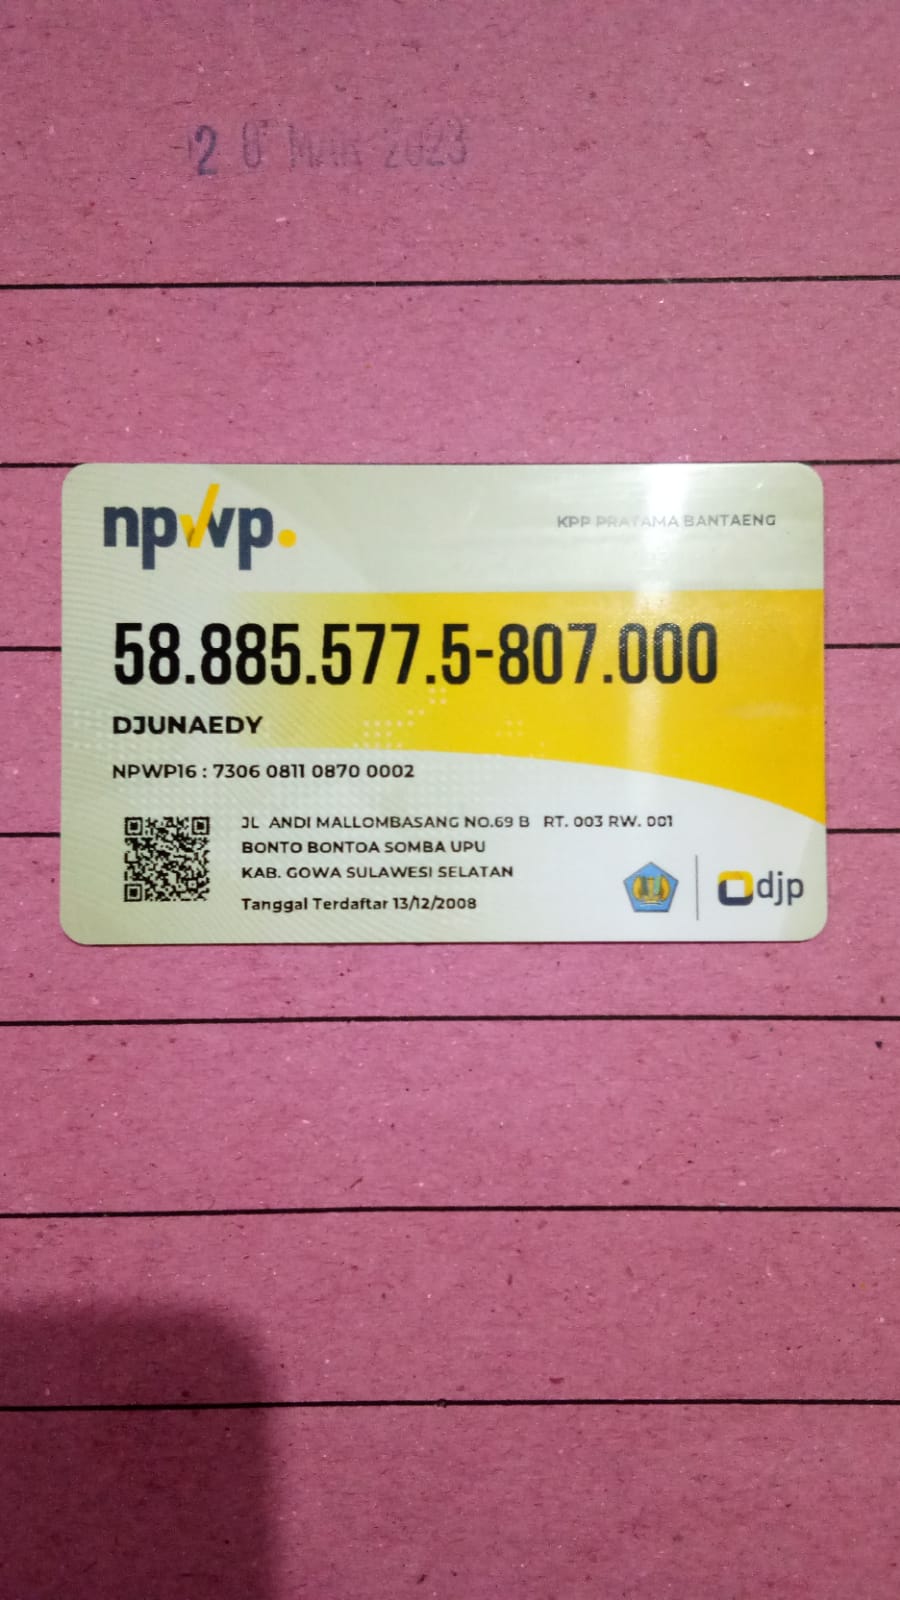 2 MAR 2023
npwp.
KPP PRATAMA BANTAENG
58.885.577.5-807.000
DJUNAEDY
NPWP16 : 7306 0811 0870 0002
JL ANDI MALLOMBASANG NO.69 B RT. 003 RW. 001
BONTO BONTOA SOMBA UPU
KAB. GOWA SULAWESI SELATAN
Tanggal Terdaftar 13/12/2008
djp